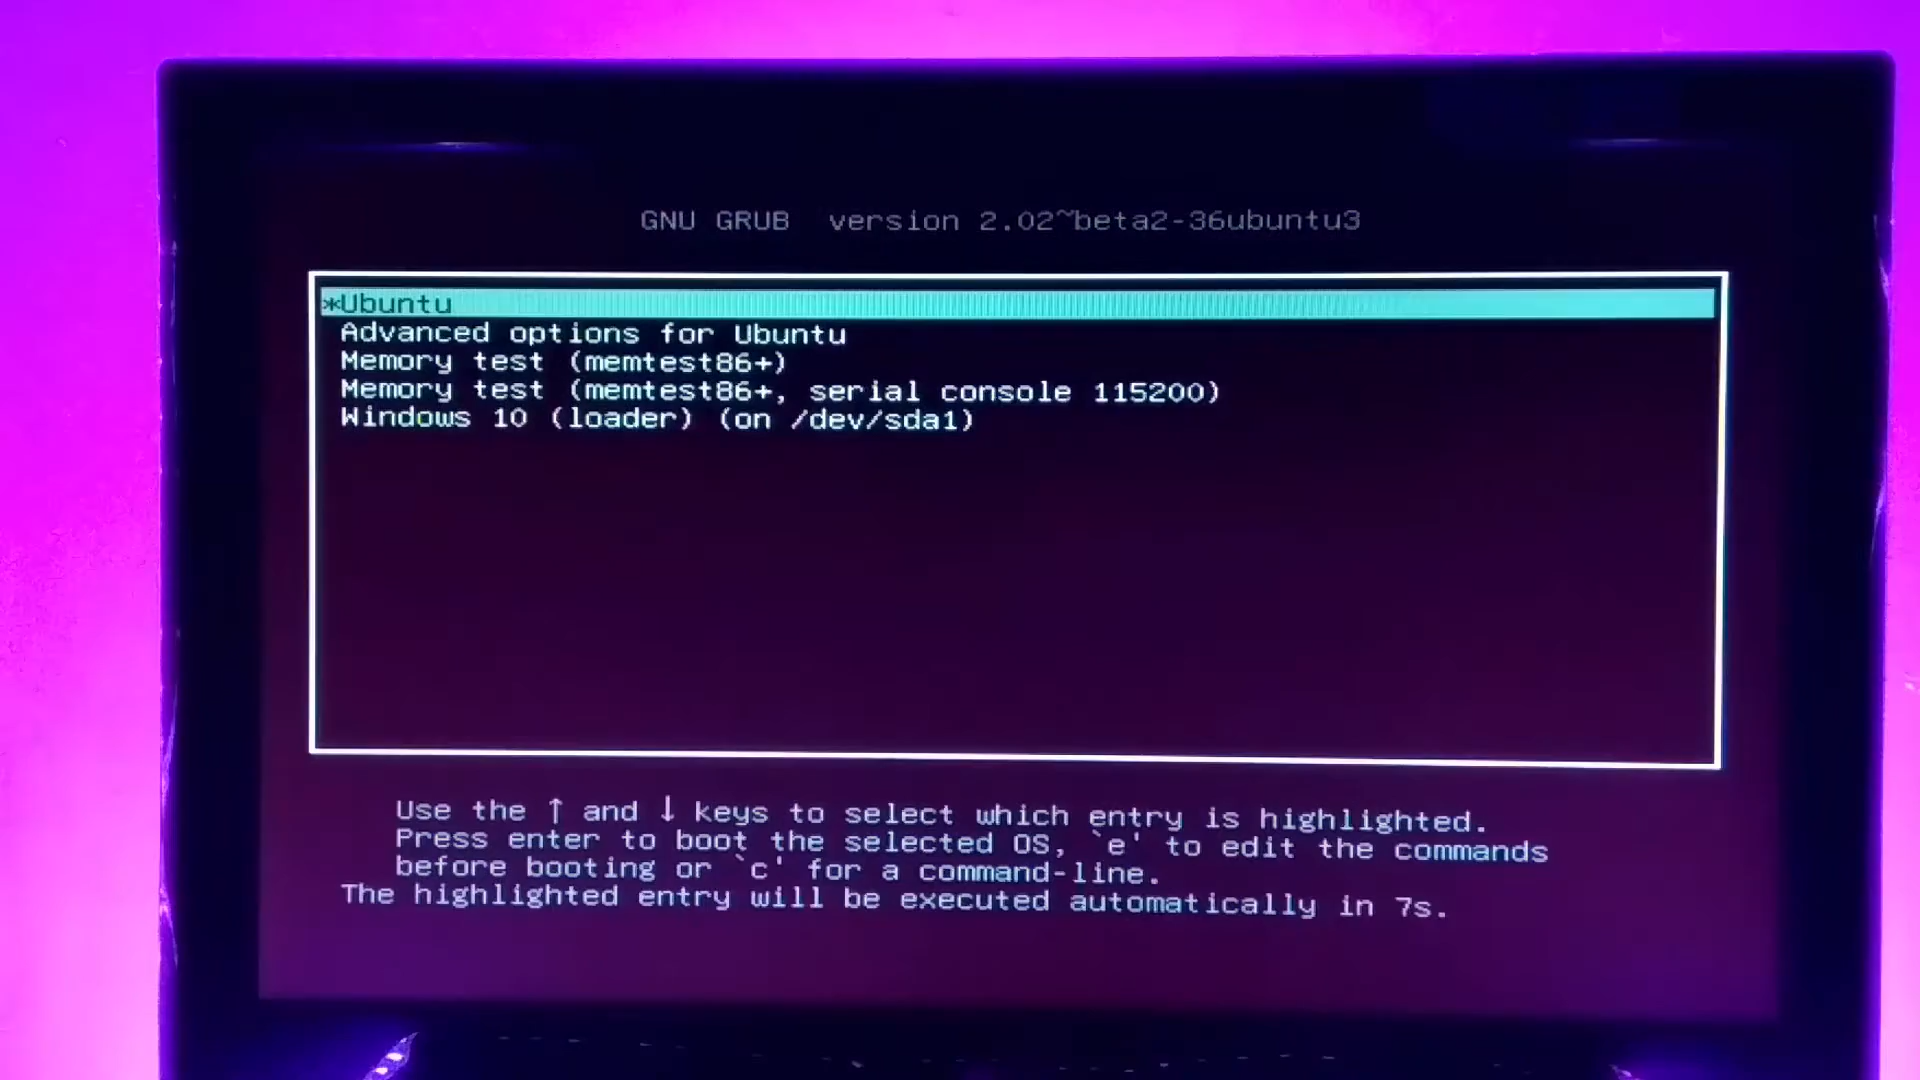 GNU GRUB version 2.02~beta2-36ubuntu3
*Ubuntu
Advanced options for Ubuntu
Memory test (memtest86+)
Memory test (memtest86+, serial console 115200)
Windows 10 (loader) (on /dev/sda1)
Use the ↑ and ↓ keys to select which entry is highlighted.
Press enter to boot the selected OS, `e' to edit the commands
before booting or `c' for a command-line.
The highlighted entry will be executed automatically in 7s.